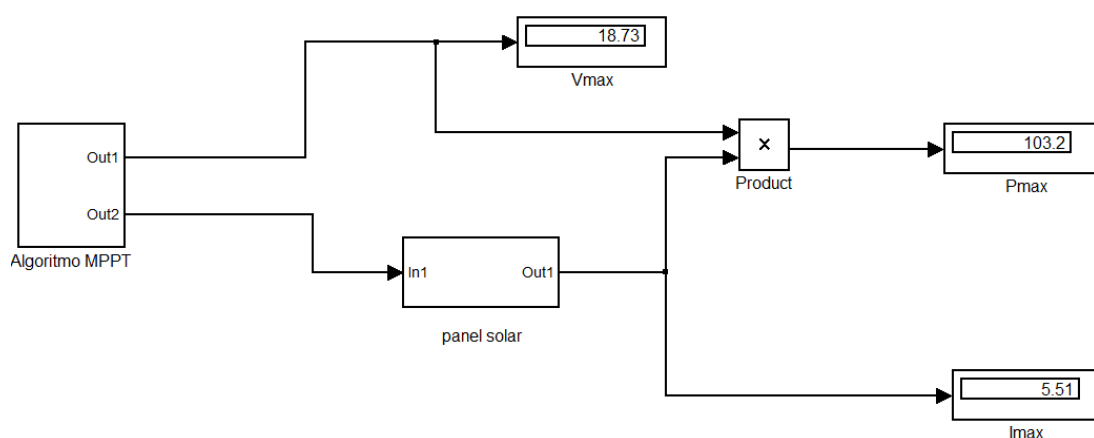 18.73
Vmax
Out1
Out2
Algoritmo MPPT
×
Product
103.2
Pmax
In1
Out1
panel solar
5.51
Imax